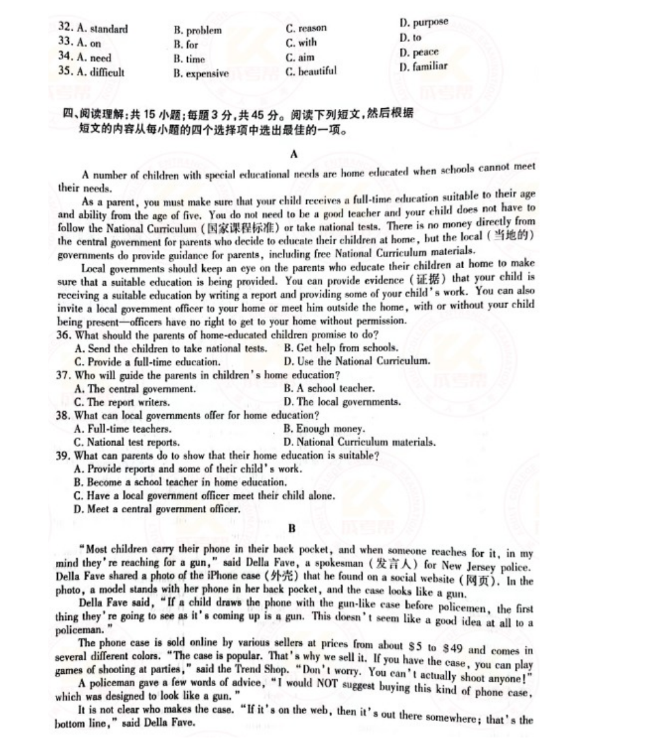 32. A. standard B. problem C. reason D. purpose
33. A. on B. for C. with D. to
34. A. need B. time C. aim D. peace
35. A. difficult B. expensive C. beautiful D. familiar
四、阅读理解:共 15 小题;每题 3 分,共 45 分。阅读下列短文,然后根据
短文的内容从每小题的四个选择项中选出最佳的一项。
A
A number of children with special educational needs are home educated when schools cannot meet
their needs.
As a parent, you must make sure that your child receives a full-time education suitable to their age
and ability from the age of five. You do not need to be a good teacher and your child does not have to
follow the National Curriculum (国家课程标准) or take national tests. There is no money directly from
the central government for parents who decide to educate their children at home, but the local (当地的)
governments do provide guidance for parents, including free National Curriculum materials.
Local governments should keep an eye on the parents who educate their children at home to make
sure that a suitable education is being provided. You can provide evidence (证据) that your child is
receiving a suitable education by writing a report and providing some of your child's work. You can also
invite a local government officer to your home or meet him outside the home, with or without your child
being present—officers have no right to get to your home without permission.
36. What should the parents of home-educated children promise to do?
A. Send the children to take national tests. B. Get help from schools.
C. Provide a full-time education. D. Use the National Curriculum.
37. Who will guide the parents in children's home education?
A. The central government. B. A school teacher.
C. The report writers. D. The local governments.
38. What can local governments offer for home education?
A. Full-time teachers. B. Enough money.
C. National test reports. D. National Curriculum materials.
39. What can parents do to show that their home education is suitable?
A. Provide reports and some of their child's work.
B. Become a school teacher in home education.
C. Have a local government officer meet their child alone.
D. Meet a central government officer.
B
"Most children carry their phone in their back pocket, and when someone reaches for it, in my
mind they're reaching for a gun," said Della Fave, a spokesman (发言人) for New Jersey police.
Della Fave shared a photo of the iPhone case (外壳) that he found on a social website (网页). In the
photo, a model stands with her phone in her back pocket, and the case looks like a gun.
Della Fave said, "If a child draws the phone with the gun-like case before policemen, the first
thing they're going to see as it's coming up is a gun. This doesn't seem like a good idea at all to a
policeman."
The phone case is sold online by various sellers at prices from about $5 to $49 and comes in
several different colors. "The case is popular. That's why we sell it. If you have the case, you can play
games of shooting at parties," said the Trend Shop. "Don't worry. You can't actually shoot anyone!"
A policeman gave a few words of advice, "I would NOT suggest buying this kind of phone case,
which was designed to look like a gun."
It is not clear who makes the case. "If it's on the web, then it's out there somewhere; that's the
bottom line," said Della Fave.